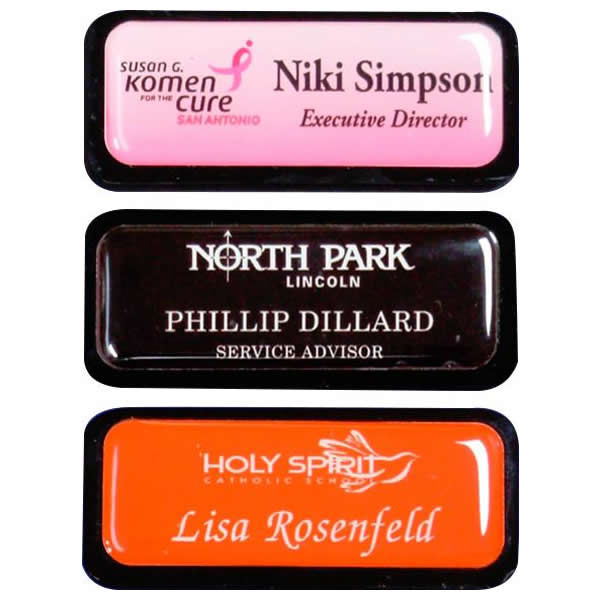 susan G.
Komen
FOR THE
cure
SAN ANTONIO
Niki Simpson
Executive Director
NORTH PARK
LINCOLN
PHILLIP DILLARD
SERVICE ADVISOR
HOLY SPIRIT
CATHOLIC SCHOOL
Lisa Rosenfeld